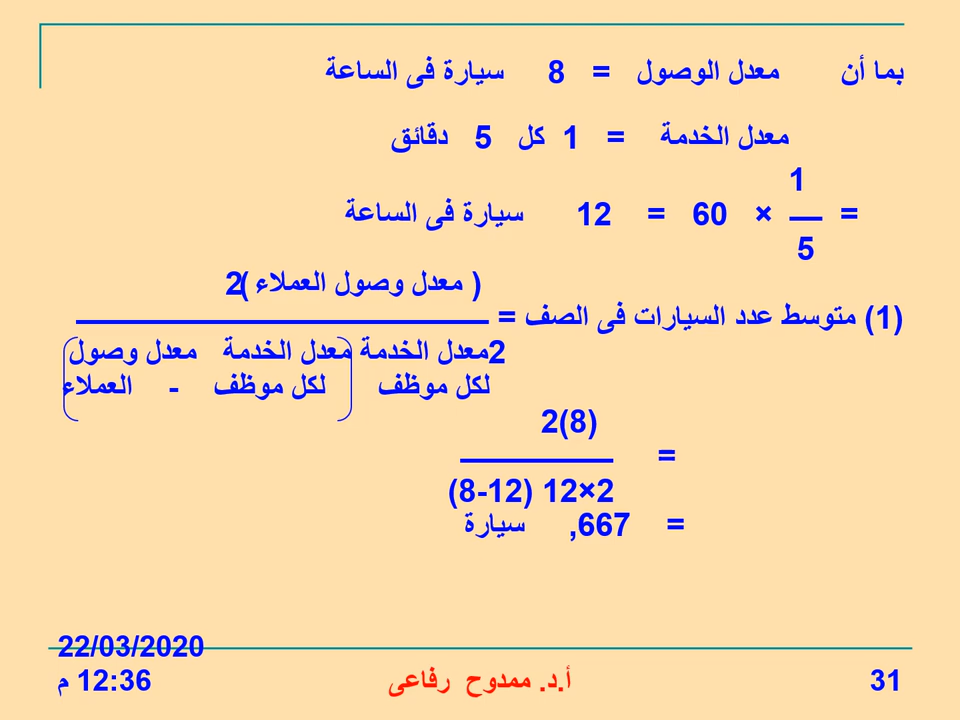 بما أن معدل الوصول = 8 سيارة فى الساعة
معدل الخدمة = 1 كل 5 دقائق
1
= ـــ × 60 = 12 سيارة فى الساعة
5
( معدل وصول العملاء )2
(1) متوسط عدد السيارات فى الصف = ــــــــــــــــــــــــــــــــــــــــ
2معدل الخدمة معدل الخدمة معدل وصول
لكل موظف لكل موظف - العملاء
(8)2
= ــــــــــــــــ
2×12 (12-8)
= 667, سيارة
22/03/2020
12:36 م
أ.د. ممدوح رفاعى
31